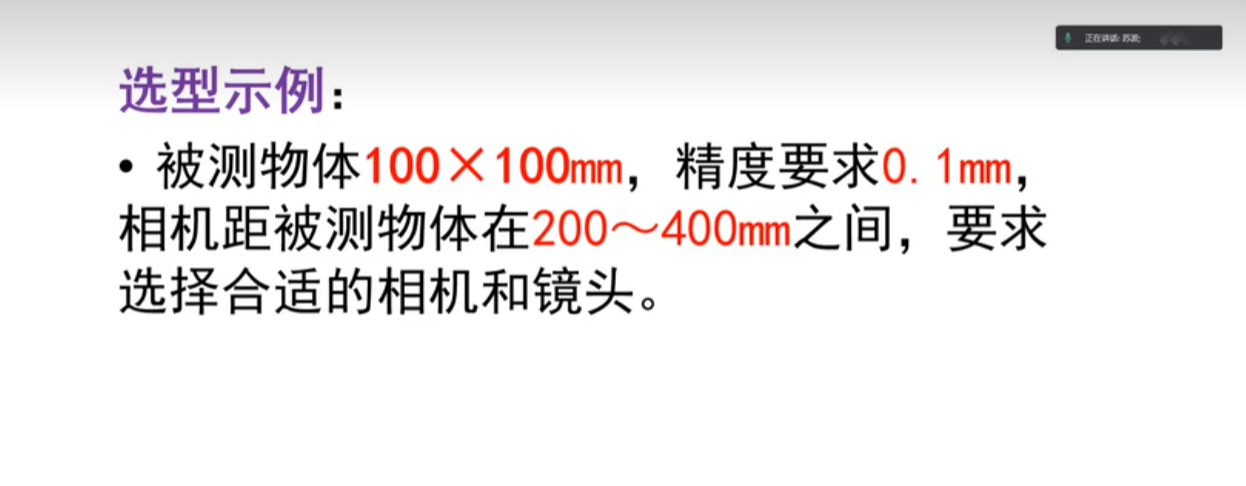 正在讲话: 苏波;
选型示例：
• 被测物体100×100mm，精度要求0.1mm，
相机距被测物体在200～400mm之间，要求
选择合适的相机和镜头。